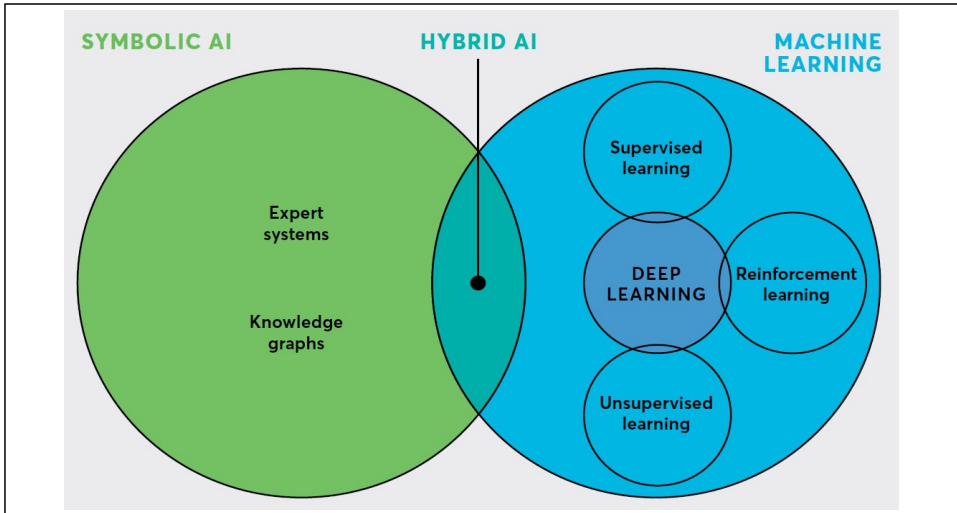 SYMBOLIC AI
HYBRID AI
MACHINE
LEARNING
Supervised
learning
Expert
systems
DEEP
LEARNING
Reinforcement
learning
Knowledge
graphs
Unsupervised
learning